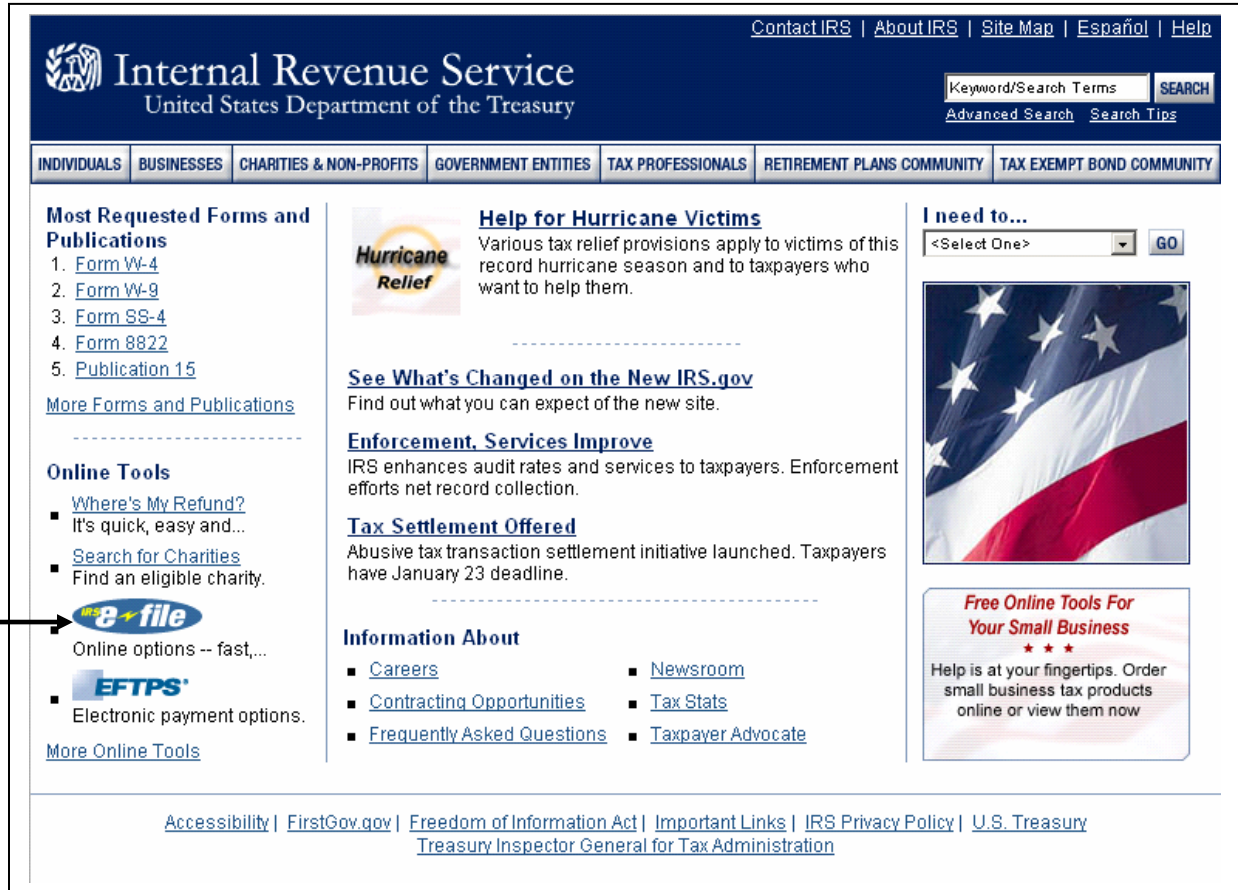 Contact IRS | About IRS | Site Map | Español | Help
Internal Revenue Service
United States Department of the Treasury
Keyword/Search Terms SEARCH
Advanced Search Search Tips
INDIVIDUALS BUSINESSES CHARITIES & NON-PROFITS GOVERNMENT ENTITIES TAX PROFESSIONALS RETIREMENT PLANS COMMUNITY TAX EXEMPT BOND COMMUNITY
Most Requested Forms and
Publications
1. Form W-4
2. Form W-9
3. Form SS-4
4. Form 8822
5. Publication 15
More Forms and Publications
Online Tools
Where's My Refund?
It's quick, easy and...
Search for Charities
Find an eligible charity.
IRS e-file
Online options -- fast,...
EFTPS®
Electronic payment options.
More Online Tools
Hurricane
Relief
Help for Hurricane Victims
Various tax relief provisions apply to victims of this
record hurricane season and to taxpayers who
want to help them.
See What's Changed on the New IRS.gov
Find out what you can expect of the new site.
Enforcement, Services Improve
IRS enhances audit rates and services to taxpayers. Enforcement
efforts net record collection.
Tax Settlement Offered
Abusive tax transaction settlement initiative launched. Taxpayers
have January 23 deadline.
Information About
Careers
Contracting Opportunities
Frequently Asked Questions
Newsroom
Tax Stats
Taxpayer Advocate
I need to...
<Select One> GO
Free Online Tools For
Your Small Business
★ ★ ★
Help is at your fingertips. Order
small business tax products
online or view them now
Accessibility | FirstGov.gov | Freedom of Information Act | Important Links | IRS Privacy Policy | U.S. Treasury
Treasury Inspector General for Tax Administration